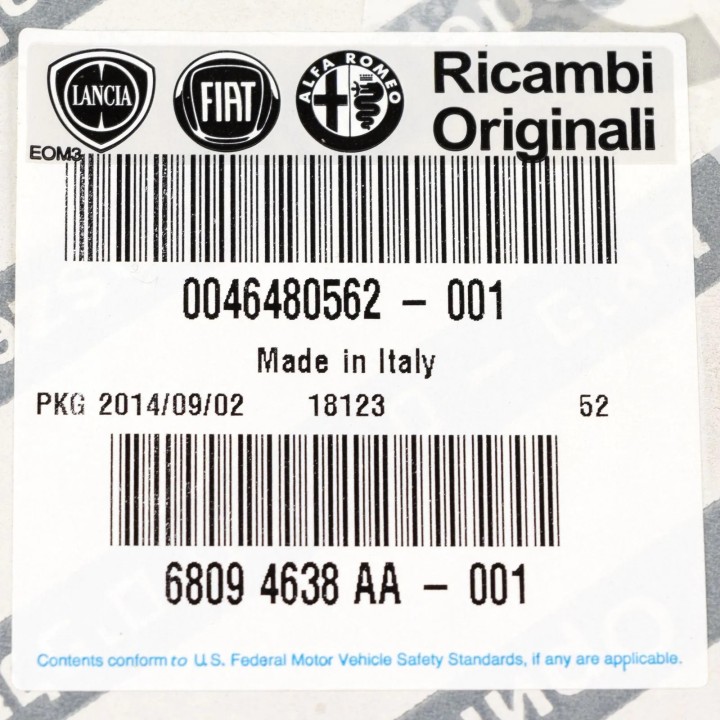 LANCIA FIAT ALFA ROMEO Ricambi
Originali
EOM3
0046480562 - 001
Made in Italy
PKG 2014/09/02 18123 52
6809 4638 AA - 001
Contents conform to U.S. Federal Motor Vehicle Safety Standards, if any are applicable.